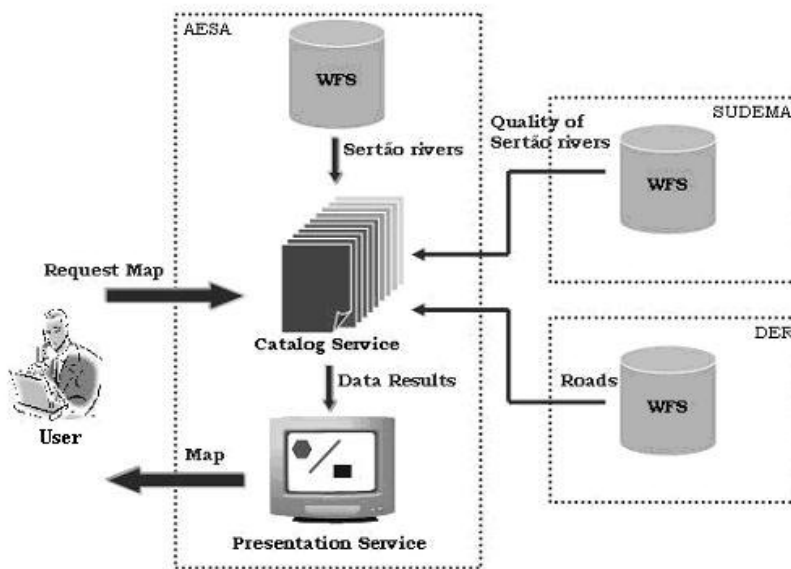 AESA
WFS
SUDEMA
Quality of
Sertão rivers
Sertão rivers
WFS
Request Map
Catalog Service
DER
Data Results
Roads
WFS
User
Map
Presentation Service